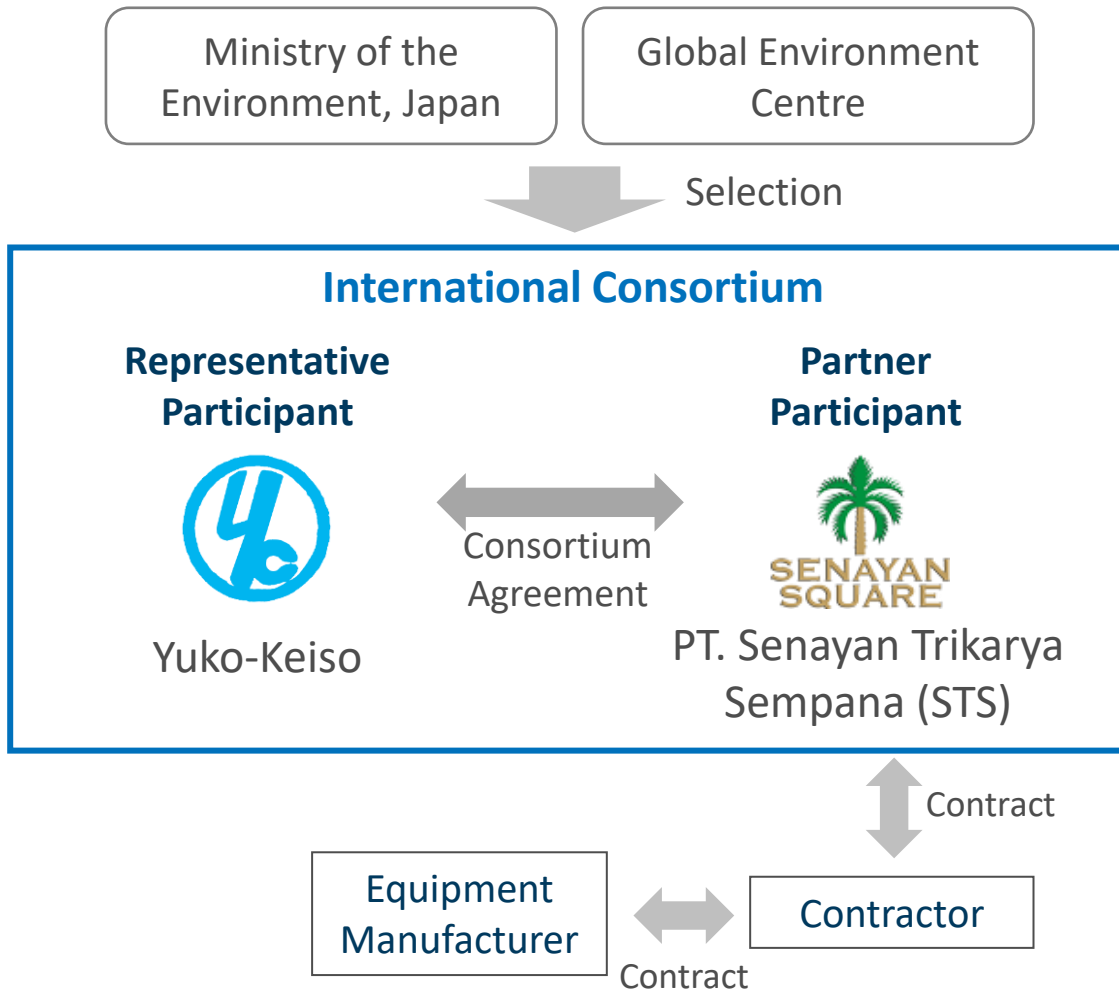 Ministry of the
Environment, Japan
Global Environment
Centre
Selection
International Consortium
Representative
Participant
Partner
Participant
Yc
Consortium
Agreement
SENAYAN
SQUARE
Yuko-Keiso
PT. Senayan Trikarya
Sempana (STS)
Contract
Equipment
Manufacturer
Contractor
Contract